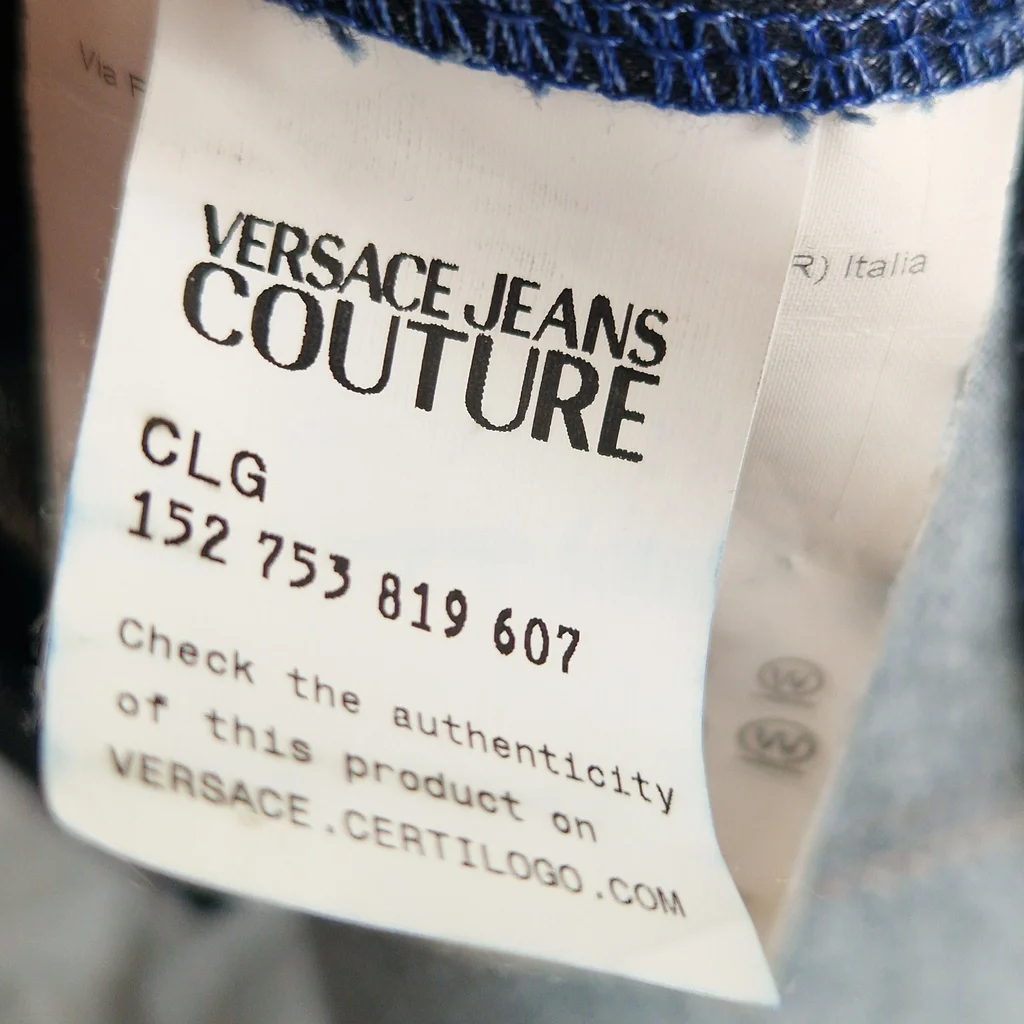 Via
VERSACE JEANS
COUTURE
R) Italia
CLG
152 753 819 607
Check the authenticity
of this product on
VERSACE.CERTILOGO.COM
W
W